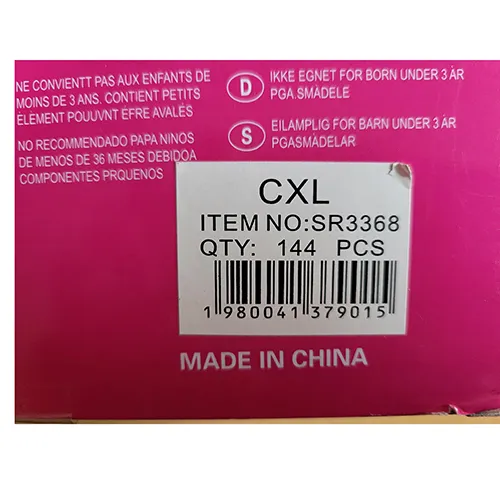 NE CONVIENTT PAS AUX ENFANTS DE
MOINS DE 3 ANS. CONTIENT PETITS
ELÉMENT POUUVNT ÉFRE AVALÉS
NO RECOMMENDADO PAPA NINOS
DE MENOS DE 36 MESES DEBIDOA
COMPONENTES PRQUENOS
D IKKE EGNET FOR BORN UNDER 3 ÅR
PGA.SMÅDELE
S EILAMPLIG FOR BARN UNDER 3 ÅR
PGASMÅDELAR
CXL
ITEM NO:SR3368
QTY: 144 PCS
1 980041 379015
MADE IN CHINA